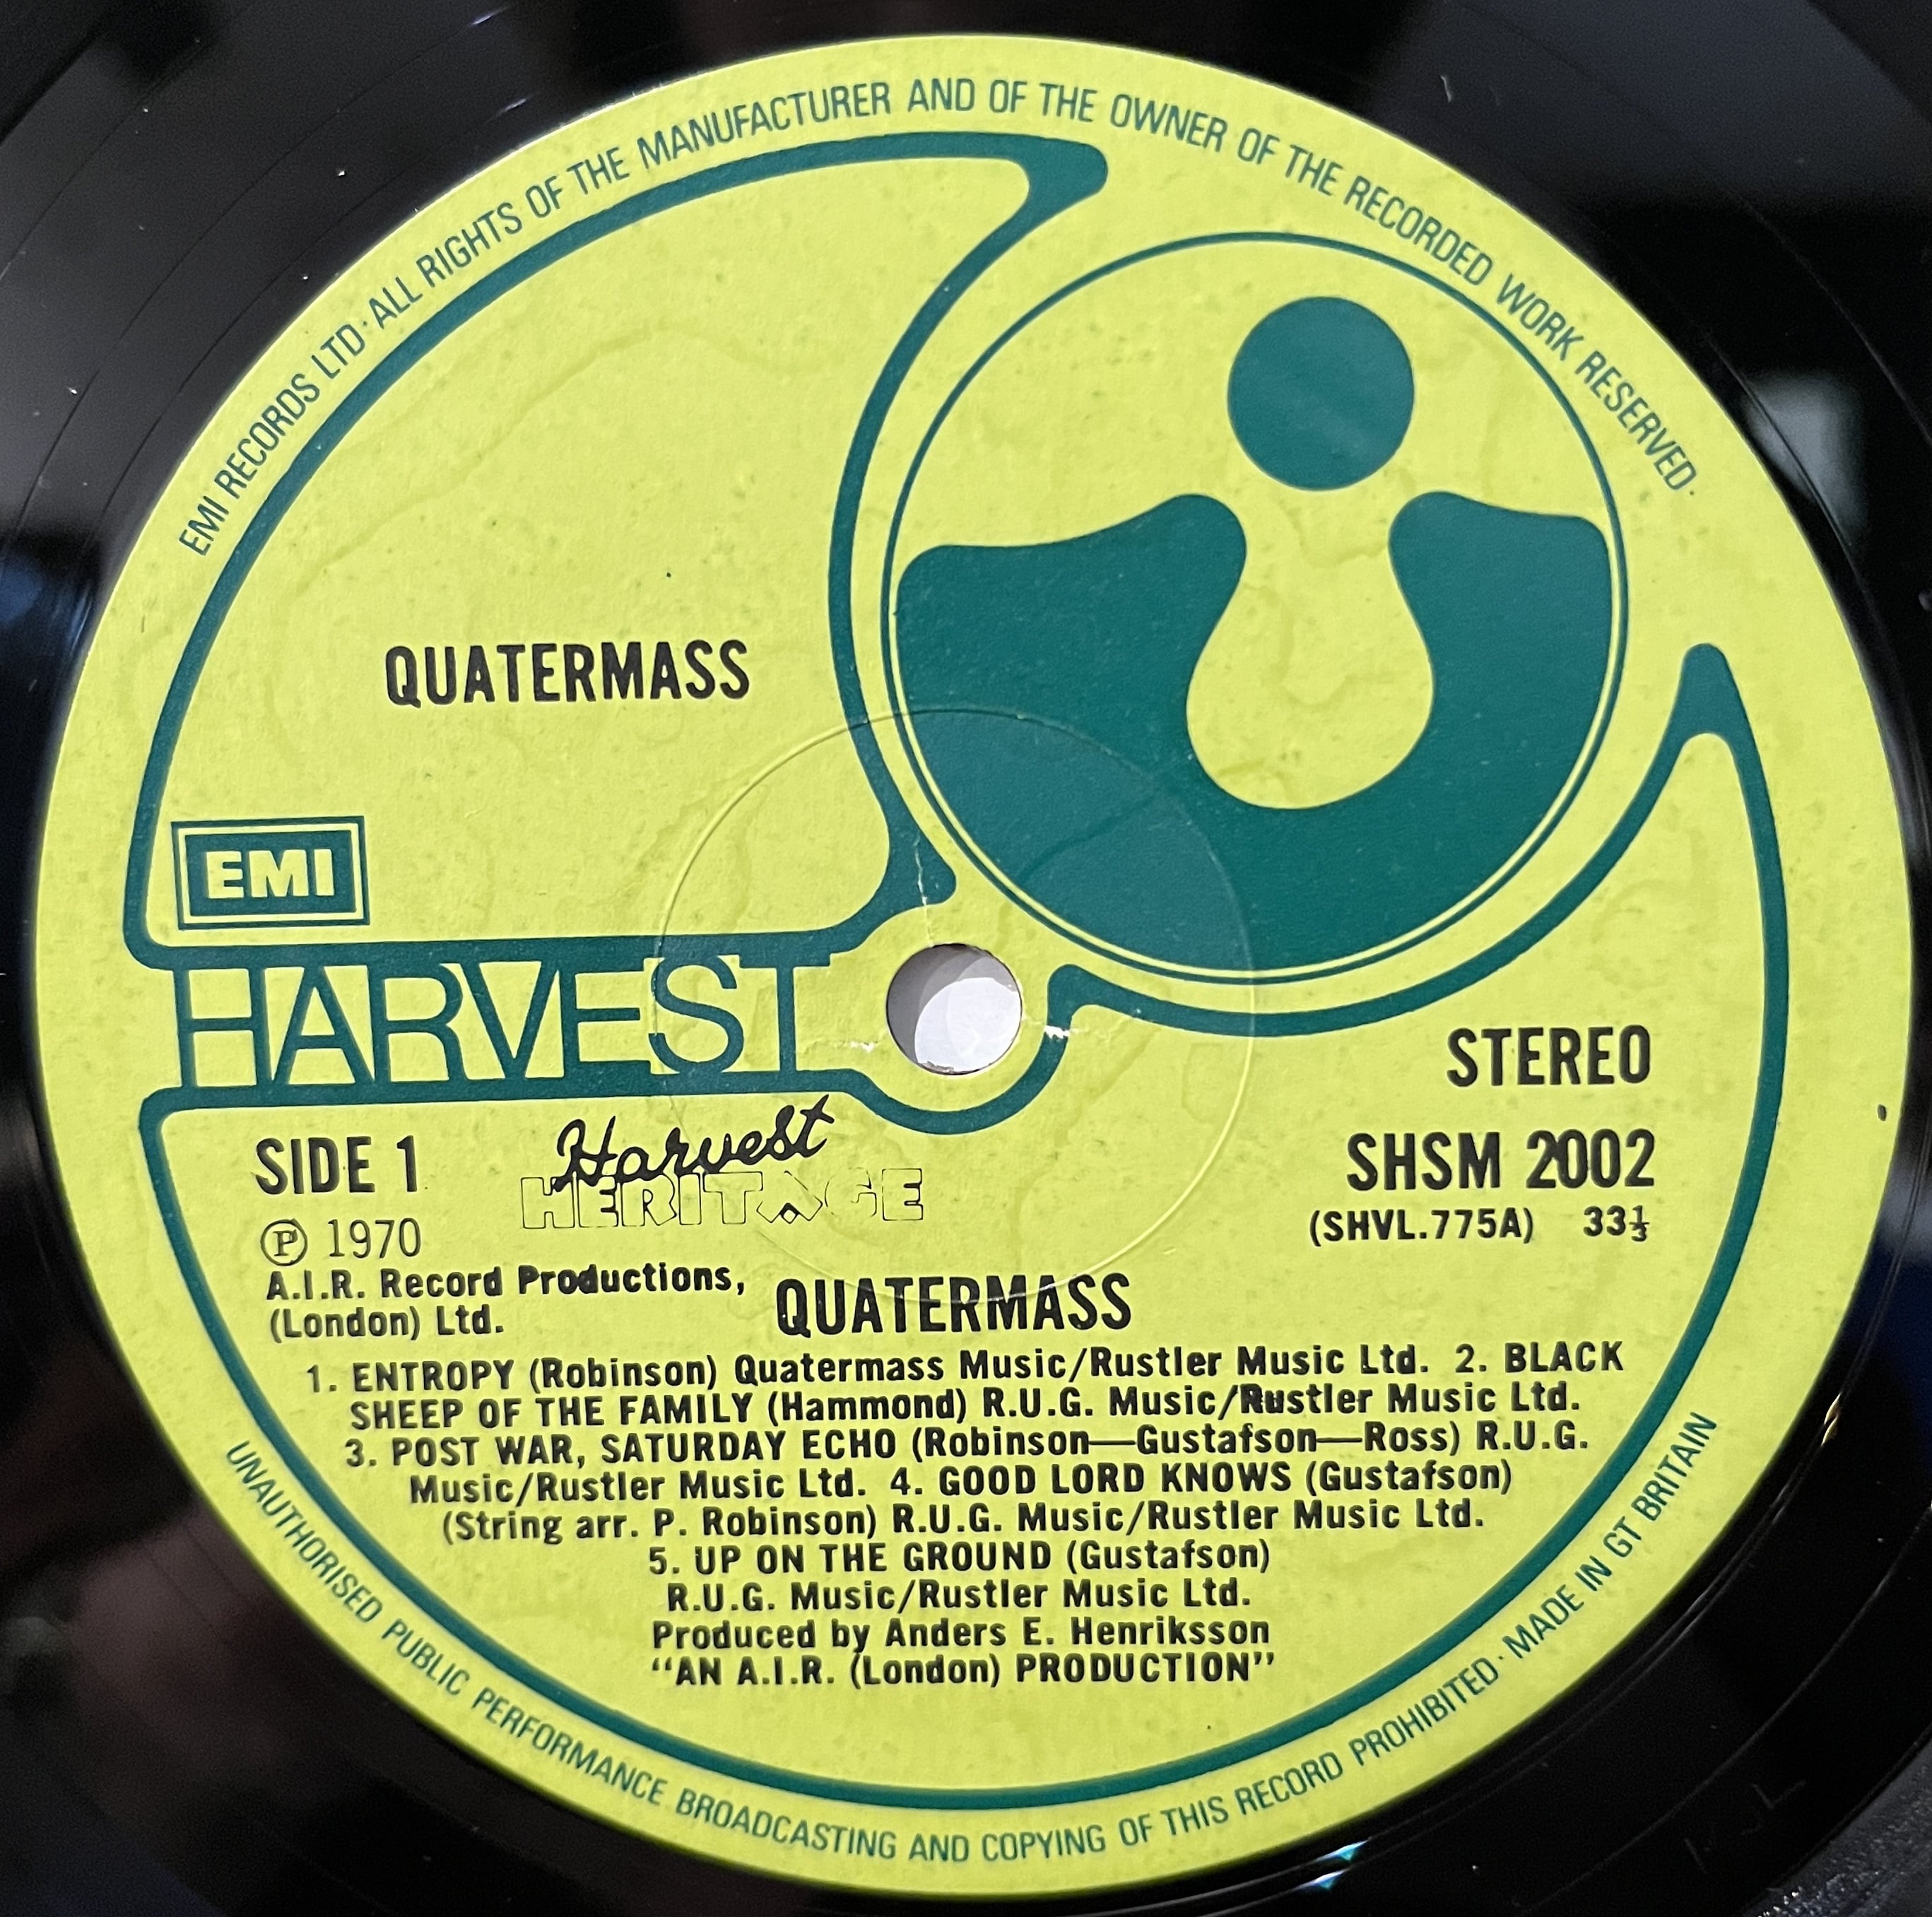 EMI RECORDS LTD · ALL RIGHTS OF THE MANUFACTURER AND OF THE OWNER OF THE RECORDED WORK RESERVED ·
QUATERMASS
EMI
HARVEST
STEREO
SIDE 1
Harvest
HERITAGE
SHSM 2002
(SHVL.775A) 33⅓
℗ 1970
A.I.R. Record Productions,
(London) Ltd.
QUATERMASS
1. ENTROPY (Robinson) Quatermass Music/Rustler Music Ltd. 2. BLACK
SHEEP OF THE FAMILY (Hammond) R.U.G. Music/Rustler Music Ltd.
3. POST WAR, SATURDAY ECHO (Robinson—Gustafson—Ross) R.U.G.
Music/Rustler Music Ltd. 4. GOOD LORD KNOWS (Gustafson)
(String arr. P. Robinson) R.U.G. Music/Rustler Music Ltd.
5. UP ON THE GROUND (Gustafson)
R.U.G. Music/Rustler Music Ltd.
Produced by Anders E. Henriksson
“AN A.I.R. (London) PRODUCTION”
UNAUTHORISED PUBLIC PERFORMANCE BROADCASTING AND COPYING OF THIS RECORD PROHIBITED · MADE IN GT BRITAIN